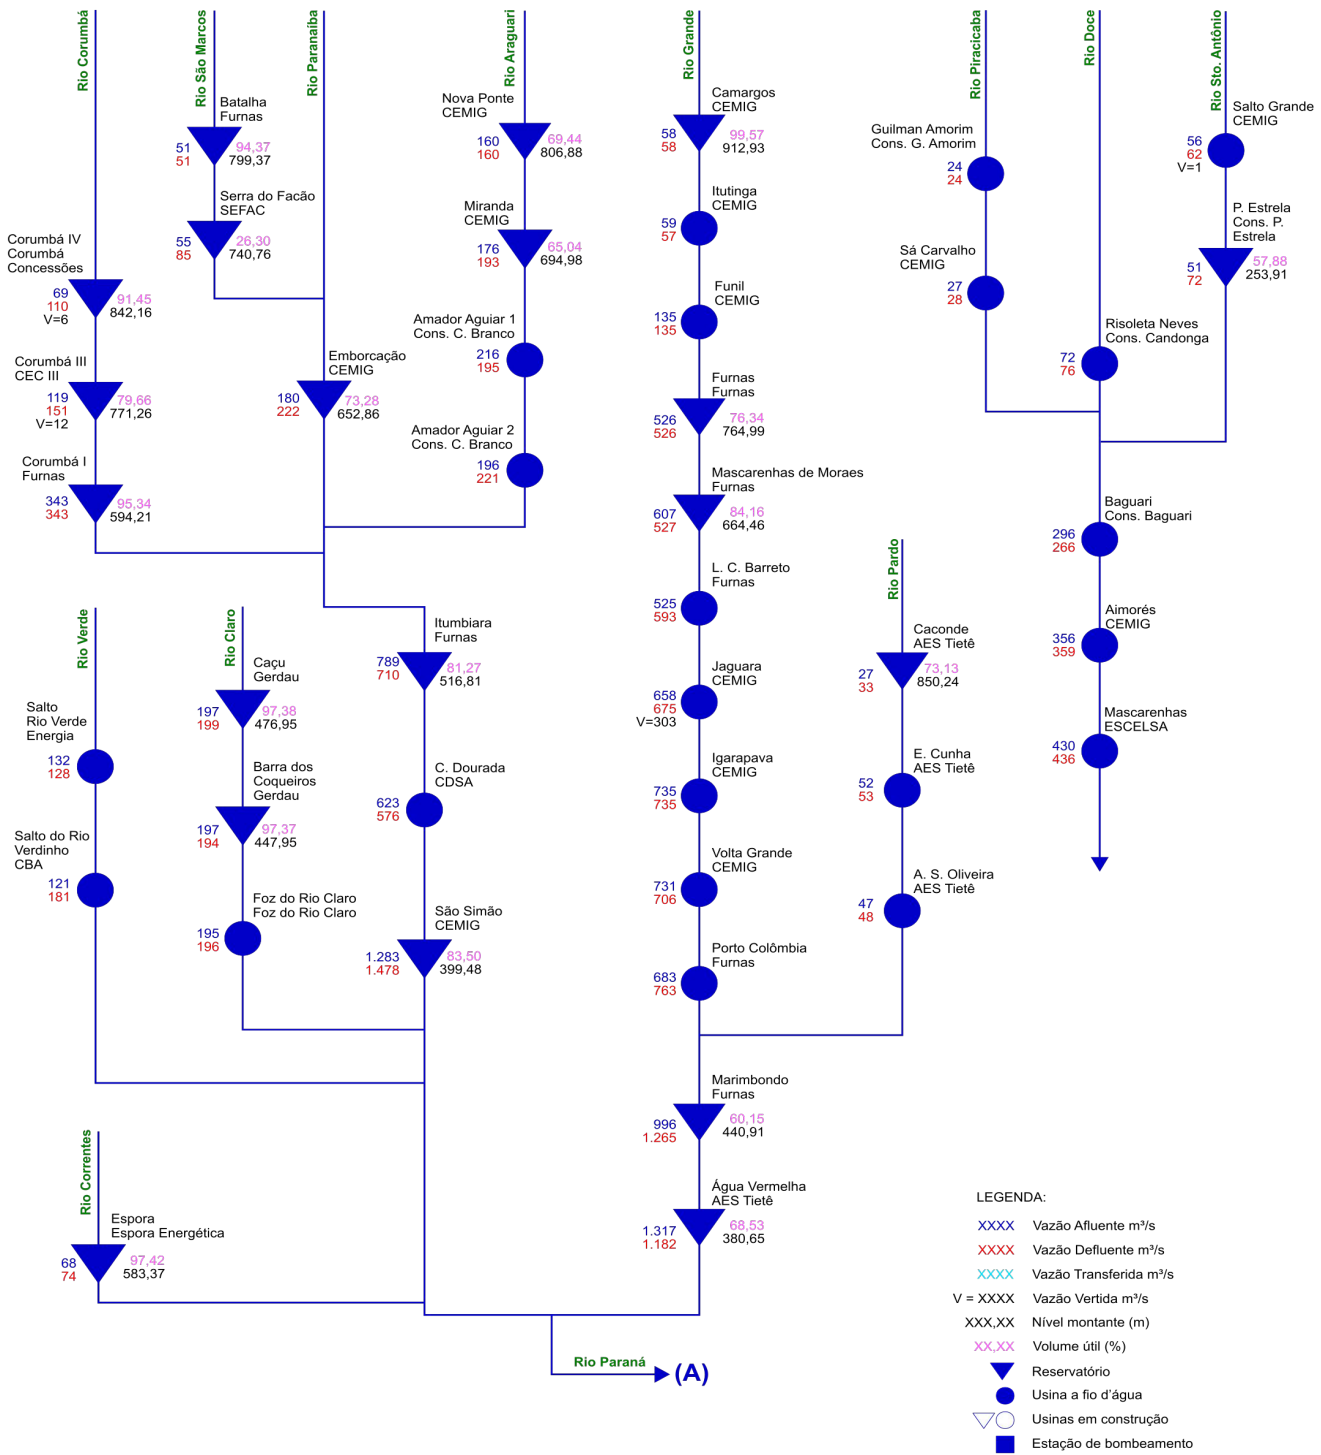 Rio Corumbá
Corumbá IV
Corumbá
Concessões
69
110
V=6
91,45
842,16
Corumbá III
CEC III
119
151
V=12
79,66
771,26
Corumbá I
Furnas
343
343
95,34
594,21
Rio São Marcos
Batalha
Furnas
51
51
94,37
799,37
Serra do Facão
SEFAC
55
85
26,30
740,76
Rio Paranaíba
Emborcação
CEMIG
180
222
73,28
652,86
Rio Araguari
Nova Ponte
CEMIG
160
160
69,44
806,88
Miranda
CEMIG
176
193
65,04
694,98
Amador Aguiar 1
Cons. C. Branco
216
195
Amador Aguiar 2
Cons. C. Branco
196
221
Rio Grande
Camargos
CEMIG
58
58
99,57
912,93
Itutinga
CEMIG
59
57
Funil
CEMIG
135
135
Furnas
Furnas
526
526
76,34
764,99
Mascarenhas de Moraes
Furnas
607
527
84,16
664,46
L. C. Barreto
Furnas
525
593
Jaguara
CEMIG
658
675
V=303
Igarapava
CEMIG
735
735
Volta Grande
CEMIG
731
706
Porto Colômbia
Furnas
683
763
Rio Pardo
Caconde
AES Tietê
27
33
73,13
850,24
E. Cunha
AES Tietê
52
53
A. S. Oliveira
AES Tietê
47
48
Marimbondo
Furnas
996
1.265
60,15
440,91
Água Vermelha
AES Tietê
1.317
1.182
68,53
380,65
Rio Piracicaba
Guilman Amorim
Cons. G. Amorim
24
24
Sá Carvalho
CEMIG
27
28
Rio Doce
Risoleta Neves
Cons. Candonga
72
76
Rio Sto. Antônio
Salto Grande
CEMIG
56
62
V=1
P. Estrela
Cons. P.
Estrela
51
72
57,88
253,91
Baguari
Cons. Baguari
296
266
Aimorés
CEMIG
356
359
Mascarenhas
ESCELSA
430
436
Rio Verde
Salto
Rio Verde
Energia
132
128
Salto do Rio
Verdinho
CBA
121
181
Rio Claro
Caçu
Gerdau
197
199
97,38
476,95
Barra dos
Coqueiros
Gerdau
197
194
97,37
447,95
Foz do Rio Claro
Foz do Rio Claro
195
196
Itumbiara
Furnas
789
710
81,27
516,81
C. Dourada
CDSA
623
576
São Simão
CEMIG
1.283
1.478
83,50
399,48
Rio Correntes
Espora
Espora Energética
68
74
97,42
583,37
Rio Paraná
(A)
LEGENDA:
XXXX Vazão Afluente m³/s
XXXX Vazão Defluente m³/s
XXXX Vazão Transferida m³/s
V = XXXX Vazão Vertida m³/s
XXX,XX Nível montante (m)
XX,XX Volume útil (%)
Reservatório
Usina a fio d'água
Usinas em construção
Estação de bombeamento